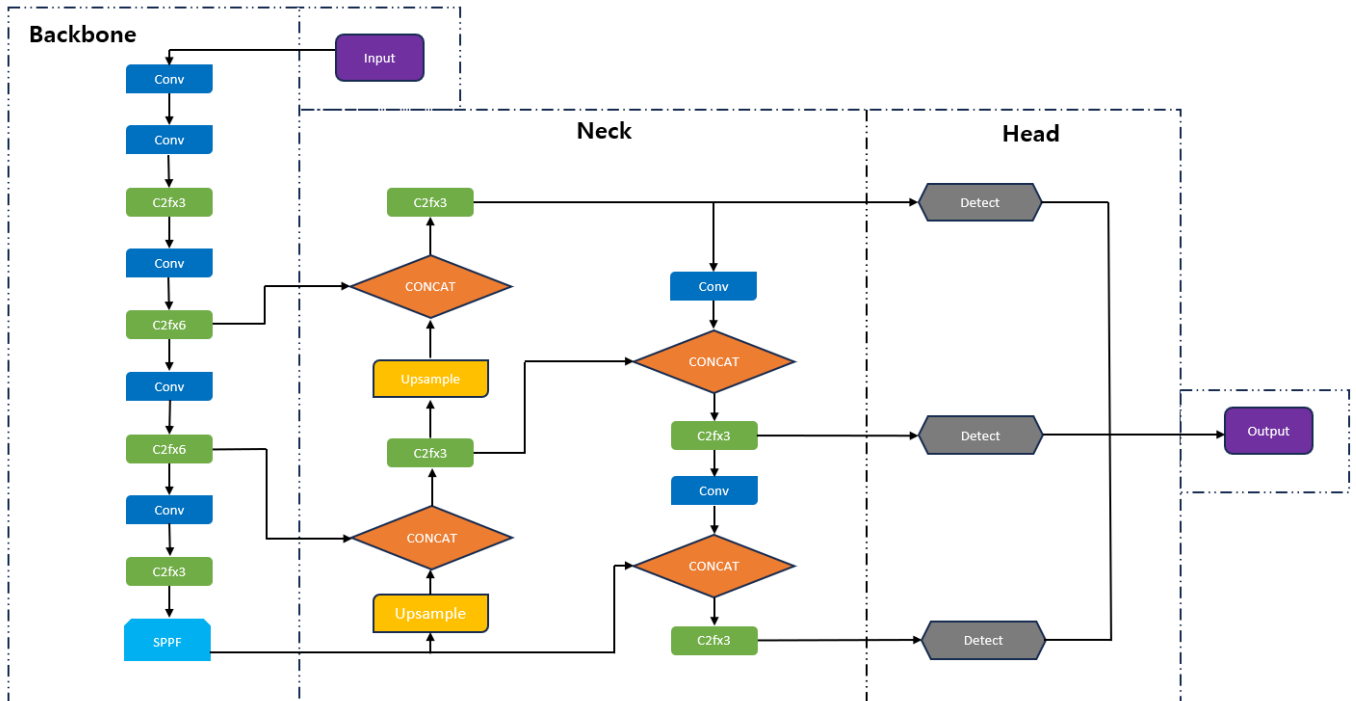 Backbone
Input
Conv
Conv
C2fx3
Conv
C2fx6
Conv
C2fx6
Conv
C2fx3
SPPF
Neck
C2fx3
CONCAT
Upsample
C2fx3
CONCAT
Upsample
Conv
CONCAT
C2fx3
Conv
CONCAT
C2fx3
Head
Detect
Detect
Detect
Output